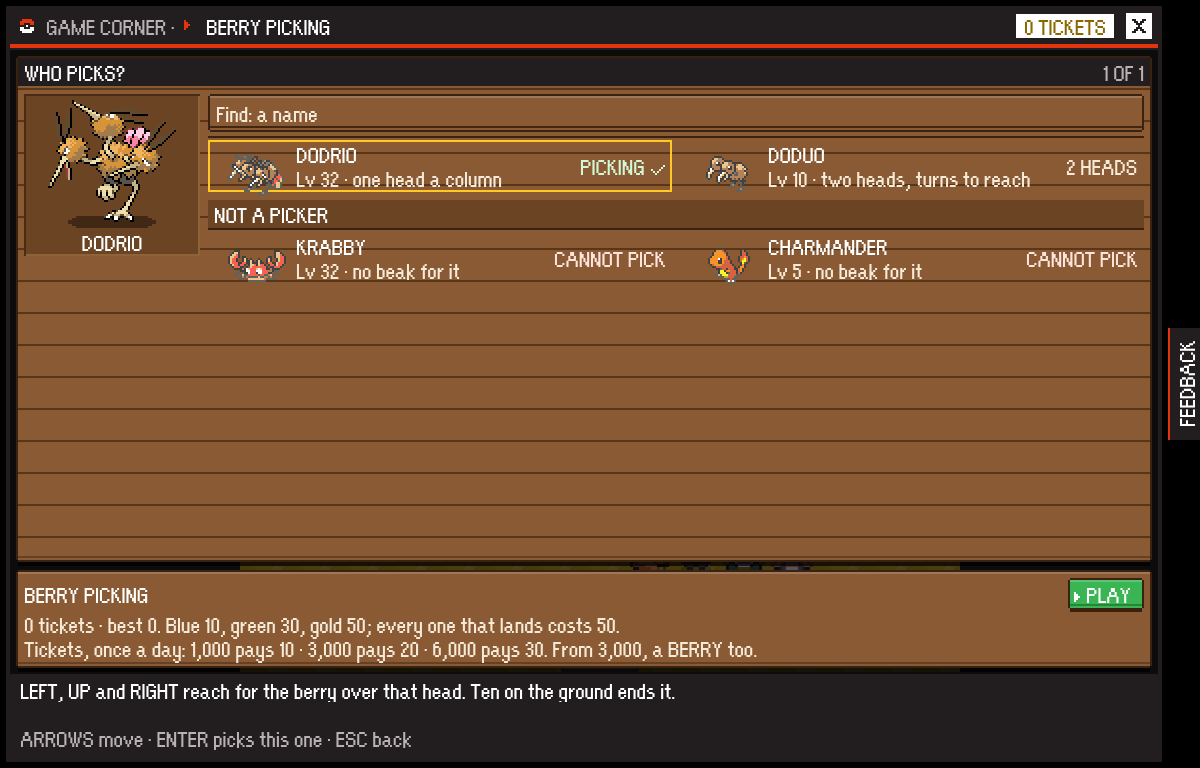 GAME CORNER · BERRY PICKING
0 TICKETS X
WHO PICKS?
1 OF 1
Find: a name
DODRIO
Lv 32 · one head a column
PICKING ✓
DODUO
Lv 10 · two heads, turns to reach
2 HEADS
DODRIO
NOT A PICKER
KRABBY
Lv 32 · no beak for it
CANNOT PICK
CHARMANDER
Lv 5 · no beak for it
CANNOT PICK
FEEDBACK
BERRY PICKING
PLAY
0 tickets · best 0. Blue 10, green 30, gold 50; every one that lands costs 50.
Tickets, once a day: 1,000 pays 10 · 3,000 pays 20 · 6,000 pays 30. From 3,000, a BERRY too.
LEFT, UP and RIGHT reach for the berry over that head. Ten on the ground ends it.
ARROWS move · ENTER picks this one · ESC back